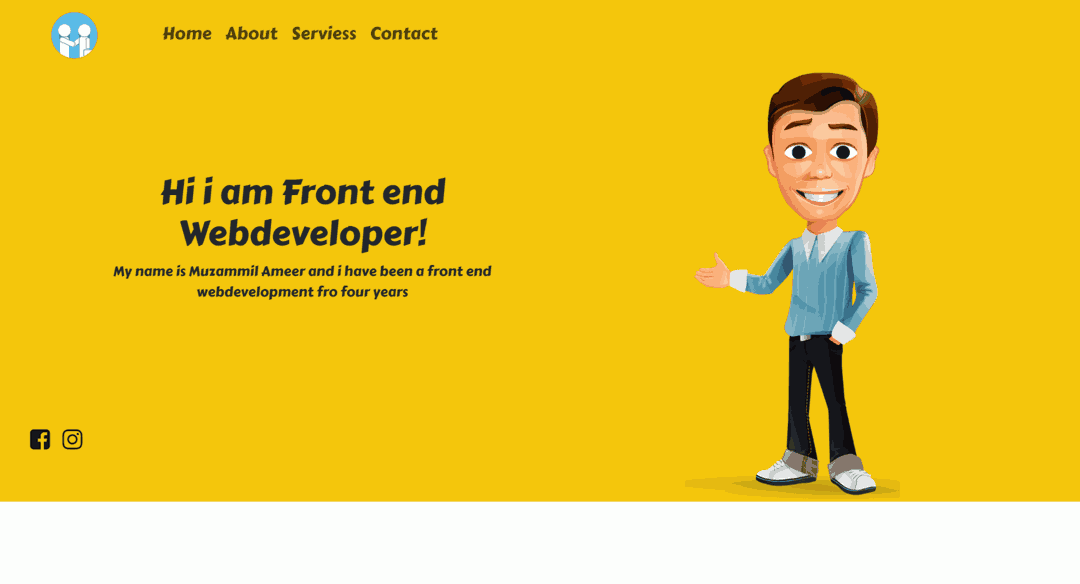 Home About Serviess Contact
Hi i am Front end
Webdeveloper!
My name is Muzammil Ameer and i have been a front end
webdevelopment fro four years